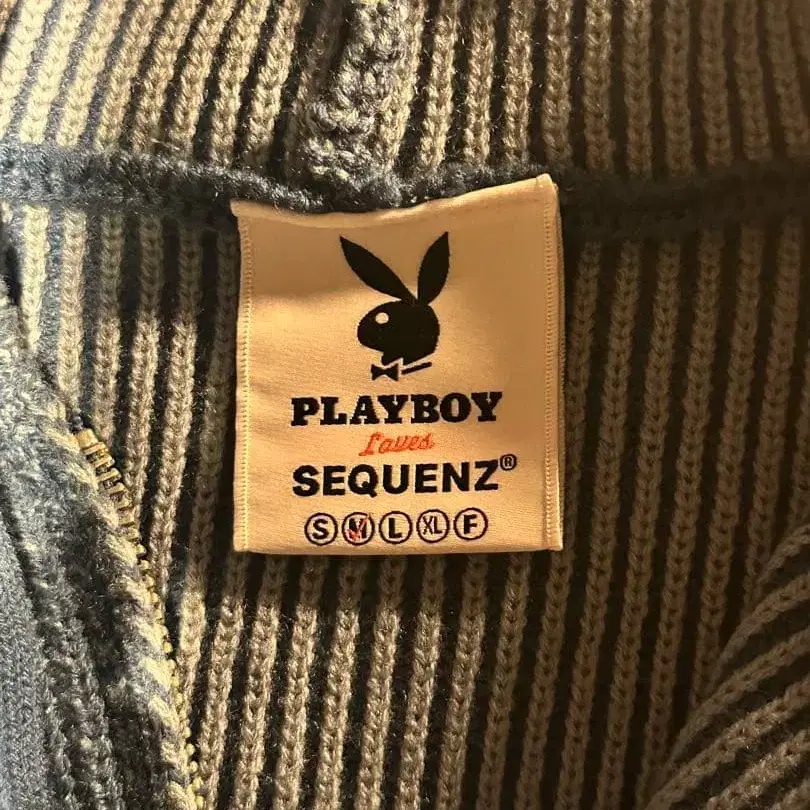 PLAYBOY
Loves
SEQUENZ®
S M L XL F